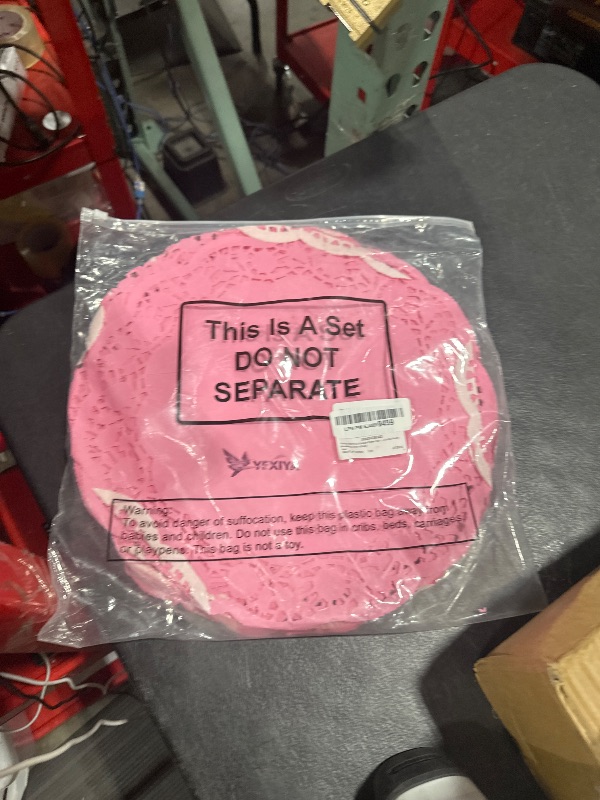 This Is A Set
DO NOT
SEPARATE
YEXIYA
Warning:
To avoid danger of suffocation, keep this plastic bag away from
babies and children. Do not use this bag in cribs, beds, carriages
or playpens. This bag is not a toy.